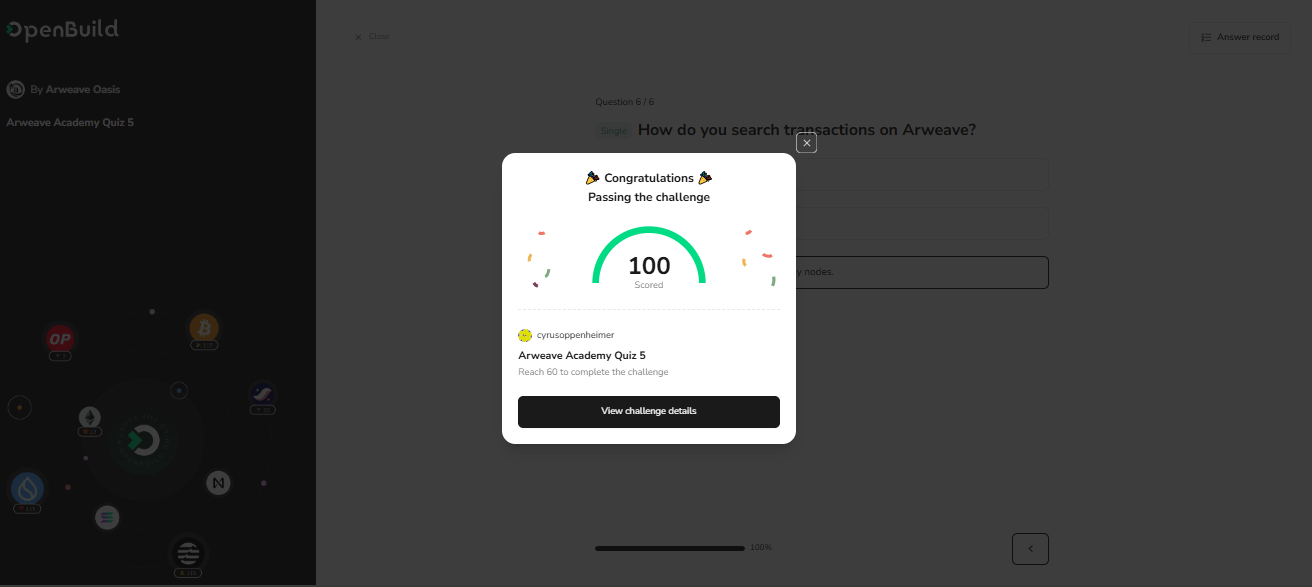 OpenBuild
By Arweave Oasis
Arweave Academy Quiz 5
Close
Answer record
Question 6 / 6
Single How do you search transactions on Arweave?
y nodes.
Congratulations
Passing the challenge
100
Scored
cyrusoppenheimer
Arweave Academy Quiz 5
Reach 60 to complete the challenge
View challenge details
100%
OP